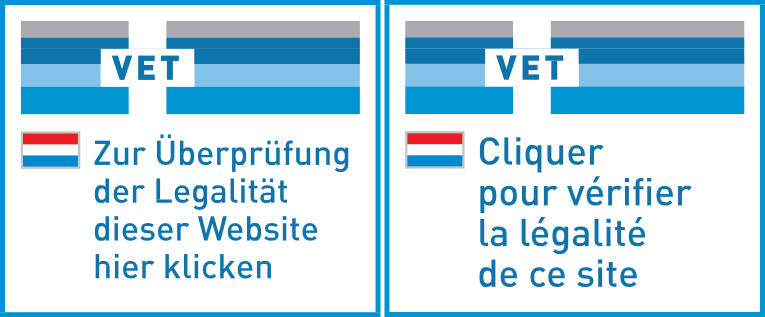 VET
Zur Überprüfung
der Legalität
dieser Website
hier klicken
VET
Cliquer
pour vérifier
la légalité
de ce site